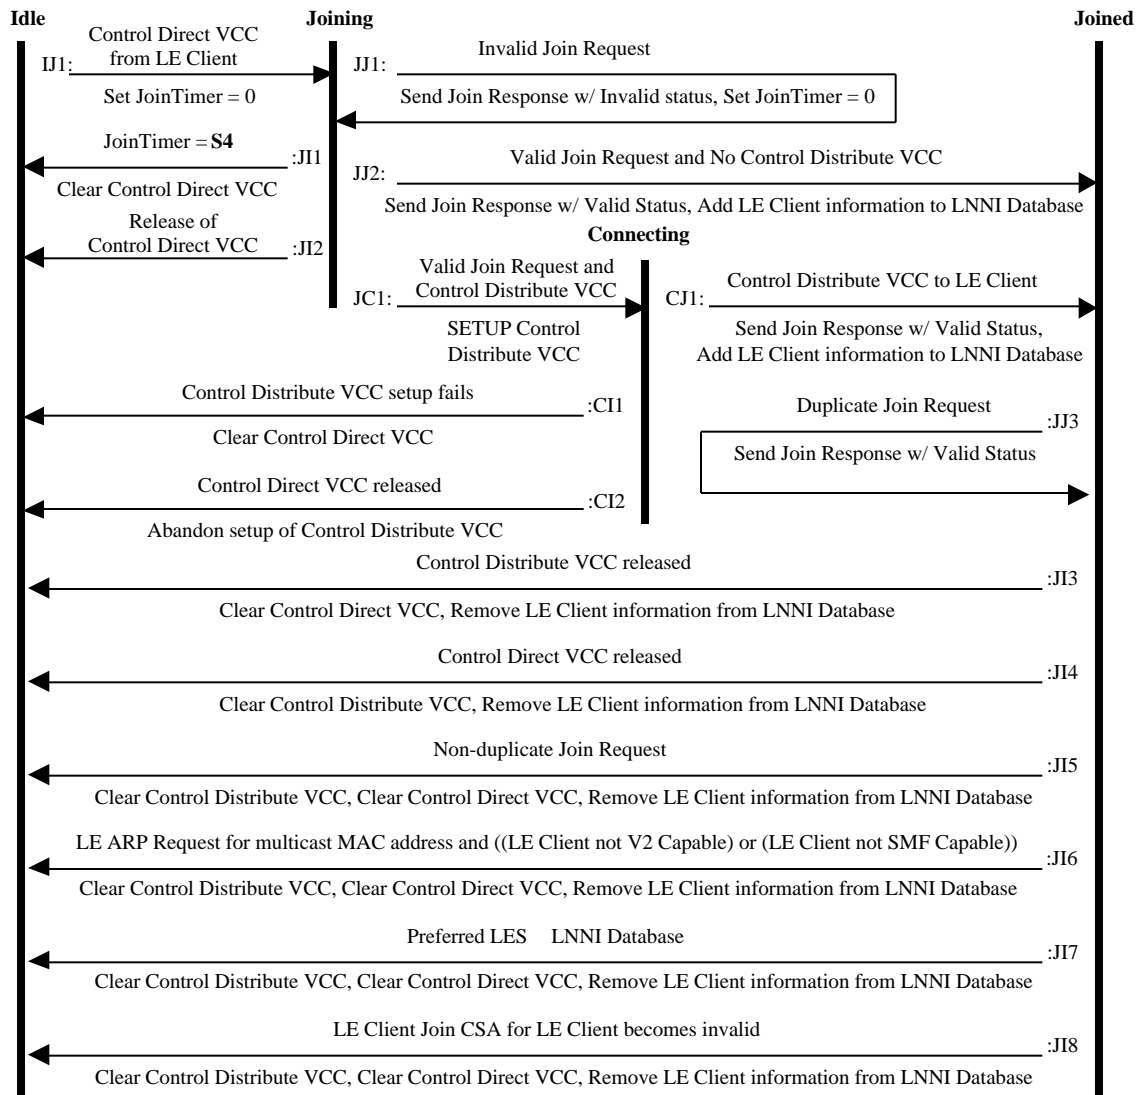 Idle
Joining
Joined
Control Direct VCC
from LE Client
IJ1:
Set JoinTimer = 0
Invalid Join Request
JJ1:
Send Join Response w/ Invalid status, Set JoinTimer = 0
JoinTimer = S4
:JI1
Clear Control Direct VCC
Valid Join Request and No Control Distribute VCC
JJ2:
Send Join Response w/ Valid Status, Add LE Client information to LNNI Database
Release of
Control Direct VCC
:JI2
Connecting
Valid Join Request and
Control Distribute VCC
JC1:
SETUP Control
Distribute VCC
Control Distribute VCC to LE Client
CJ1:
Send Join Response w/ Valid Status,
Add LE Client information to LNNI Database
Control Distribute VCC setup fails
:CI1
Clear Control Direct VCC
Duplicate Join Request
:JJ3
Send Join Response w/ Valid Status
Control Direct VCC released
:CI2
Abandon setup of Control Distribute VCC
Control Distribute VCC released
:JI3
Clear Control Direct VCC, Remove LE Client information from LNNI Database
Control Direct VCC released
:JI4
Clear Control Distribute VCC, Remove LE Client information from LNNI Database
Non-duplicate Join Request
:JI5
Clear Control Distribute VCC, Clear Control Direct VCC, Remove LE Client information from LNNI Database
LE ARP Request for multicast MAC address and ((LE Client not V2 Capable) or (LE Client not SMF Capable))
:JI6
Clear Control Distribute VCC, Clear Control Direct VCC, Remove LE Client information from LNNI Database
Preferred LES LNNI Database
:JI7
Clear Control Distribute VCC, Clear Control Direct VCC, Remove LE Client information from LNNI Database
LE Client Join CSA for LE Client becomes invalid
:JI8
Clear Control Distribute VCC, Clear Control Direct VCC, Remove LE Client information from LNNI Database